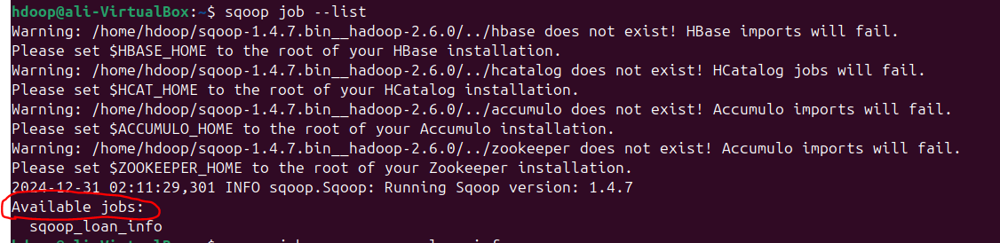 hdoop@ali-VirtualBox:~$ sqoop job --list
Warning: /home/hdoop/sqoop-1.4.7.bin__hadoop-2.6.0/../hbase does not exist! HBase imports will fail.
Please set $HBASE_HOME to the root of your HBase installation.
Warning: /home/hdoop/sqoop-1.4.7.bin__hadoop-2.6.0/../hcatalog does not exist! HCatalog jobs will fail.
Please set $HCAT_HOME to the root of your HCatalog installation.
Warning: /home/hdoop/sqoop-1.4.7.bin__hadoop-2.6.0/../accumulo does not exist! Accumulo imports will fail.
Please set $ACCUMULO_HOME to the root of your Accumulo installation.
Warning: /home/hdoop/sqoop-1.4.7.bin__hadoop-2.6.0/../zookeeper does not exist! Accumulo imports will fail.
Please set $ZOOKEEPER_HOME to the root of your Zookeeper installation.
2024-12-31 02:11:29,301 INFO sqoop.Sqoop: Running Sqoop version: 1.4.7
Available jobs:
  sqoop_loan_info
hdoop@ali-VirtualBox:~$